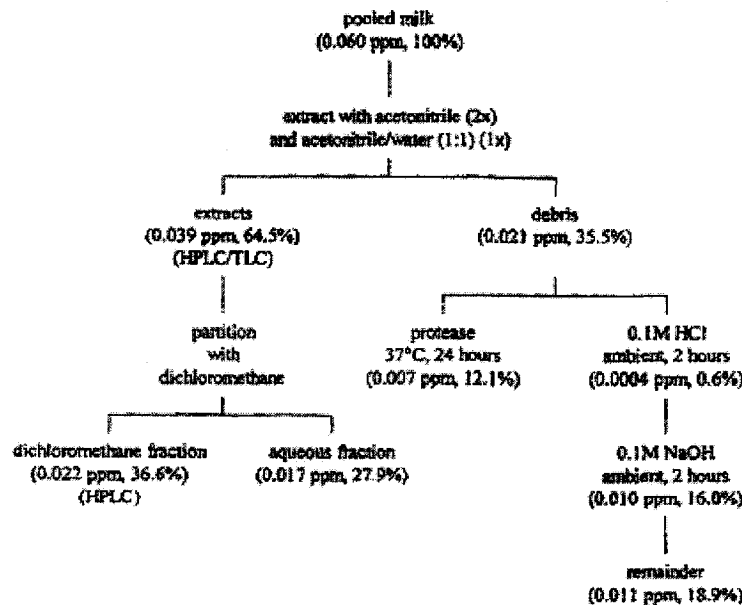 pooled milk
(0.060 ppm, 100%)
extract with acetonitrile (2x)
and acetonitrile/water (1:1) (1x)
extracts
(0.039 ppm, 64.5%)
(HPLC/TLC)
debris
(0.021 ppm, 35.5%)
partition
with
dichloromethane
protease
37°C, 24 hours
(0.007 ppm, 12.1%)
0.1M HCl
ambient, 2 hours
(0.0004 ppm, 0.6%)
dichloromethane fraction
(0.022 ppm, 36.6%)
(HPLC)
aqueous fraction
(0.017 ppm, 27.9%)
0.1M NaOH
ambient, 2 hours
(0.010 ppm, 16.0%)
remainder
(0.011 ppm, 18.9%)